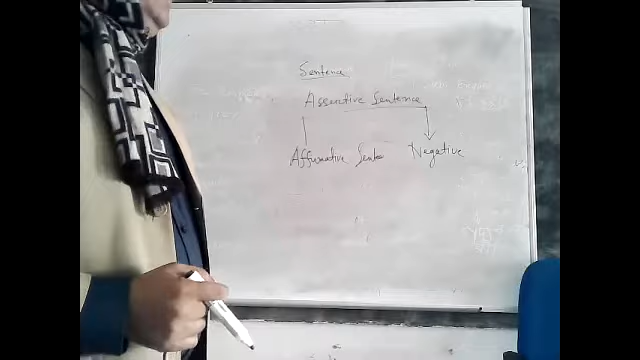 Sentence
Assertive Sentence
Affirmative Sente
Negative